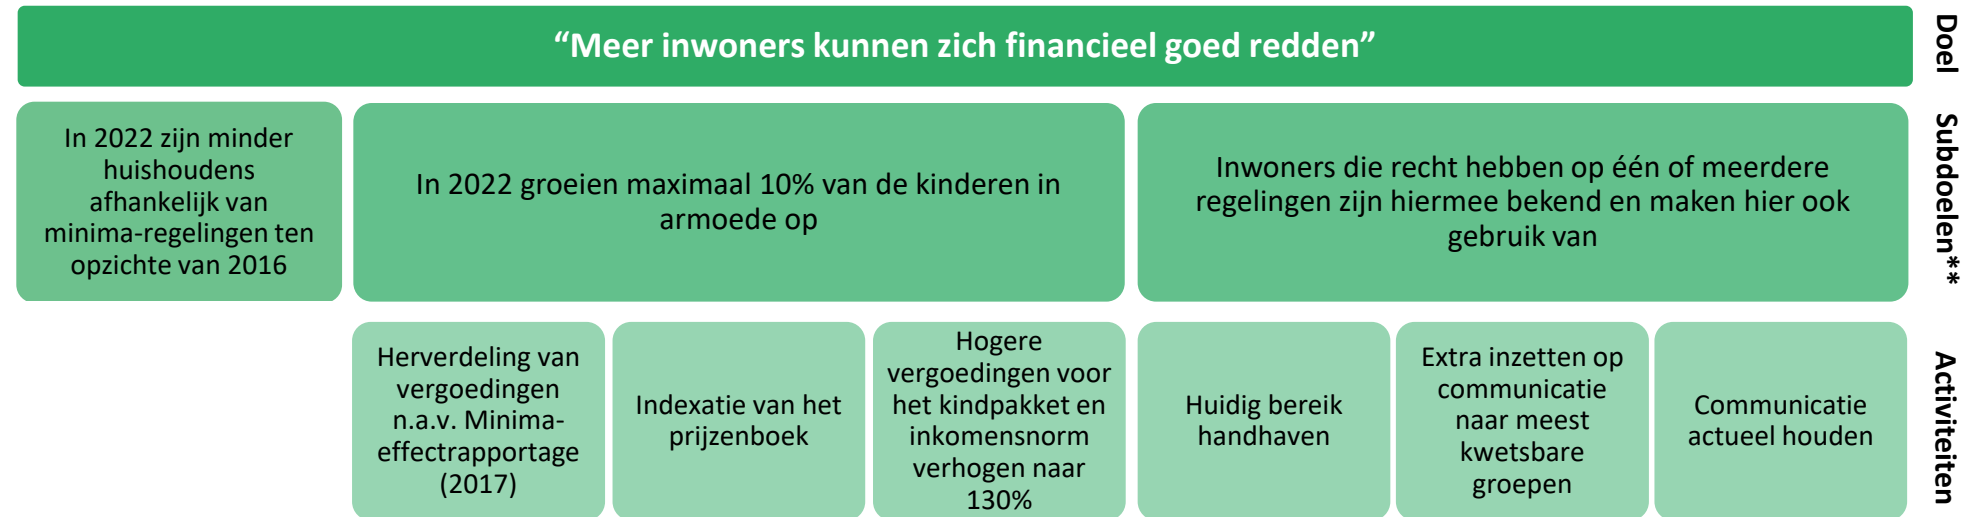 “Meer inwoners kunnen zich financieel goed redden”
Doel
In 2022 zijn minder
huishoudens
afhankelijk van
minima-regelingen ten
opzichte van 2016
In 2022 groeien maximaal 10% van de kinderen in
armoede op
Inwoners die recht hebben op één of meerdere
regelingen zijn hiermee bekend en maken hier ook
gebruik van
Subdoelen**
Herverdeling van
vergoedingen
n.a.v. Minima-
effectrapportage
(2017)
Indexatie van het
prijzenboek
Hogere
vergoedingen voor
het kindpakket en
inkomensnorm
verhogen naar
130%
Huidig bereik
handhaven
Extra inzetten op
communicatie
naar meest
kwetsbare
groepen
Communicatie
actueel houden
Activiteiten